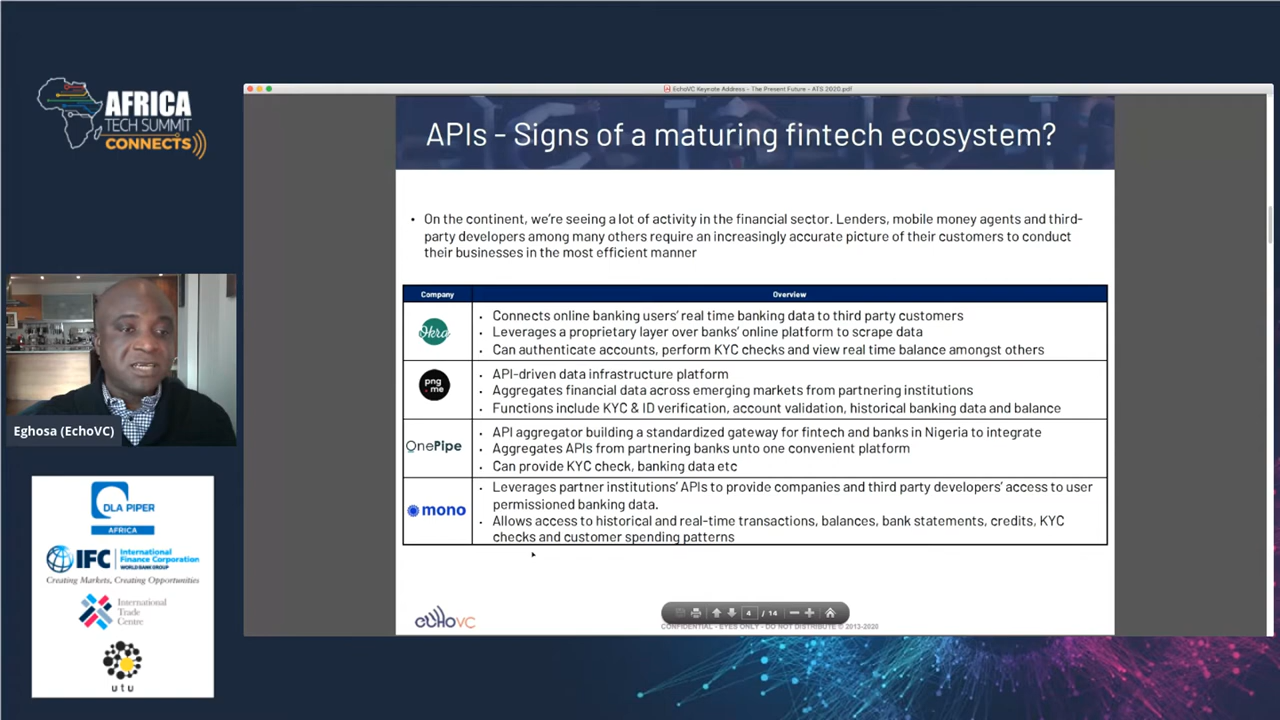 AFRICA
TECH SUMMIT
CONNECTS
EchoVC Keynote Address - The Present Future - ATS 2020.pdf
APIs - Signs of a maturing fintech ecosystem?
• On the continent, we're seeing a lot of activity in the financial sector. Lenders, mobile money agents and third-
party developers among many others require an increasingly accurate picture of their customers to conduct
their businesses in the most efficient manner
Company Overview
Okra
• Connects online banking users' real time banking data to third party customers
• Leverages a proprietary layer over banks' online platform to scrape data
• Can authenticate accounts, perform KYC checks and view real time balance amongst others
png
.me
• API-driven data infrastructure platform
• Aggregates financial data across emerging markets from partnering institutions
• Functions include KYC & ID verification, account validation, historical banking data and balance
OnePipe
• API aggregator building a standardized gateway for fintech and banks in Nigeria to integrate
• Aggregates APIs from partnering banks unto one convenient platform
• Can provide KYC check, banking data etc
mono
• Leverages partner institutions' APIs to provide companies and third party developers' access to user
permissioned banking data.
• Allows access to historical and real-time transactions, balances, bank statements, credits, KYC
checks and customer spending patterns
echoVC
4 / 14
CONFIDENTIAL - EYES ONLY - DO NOT DISTRIBUTE © 2013-2020
Eghosa (EchoVC)
DLA PIPER
AFRICA
IFC International
Finance Corporation
WORLD BANK GROUP
Creating Markets, Creating Opportunities
International
Trade
Centre
utu